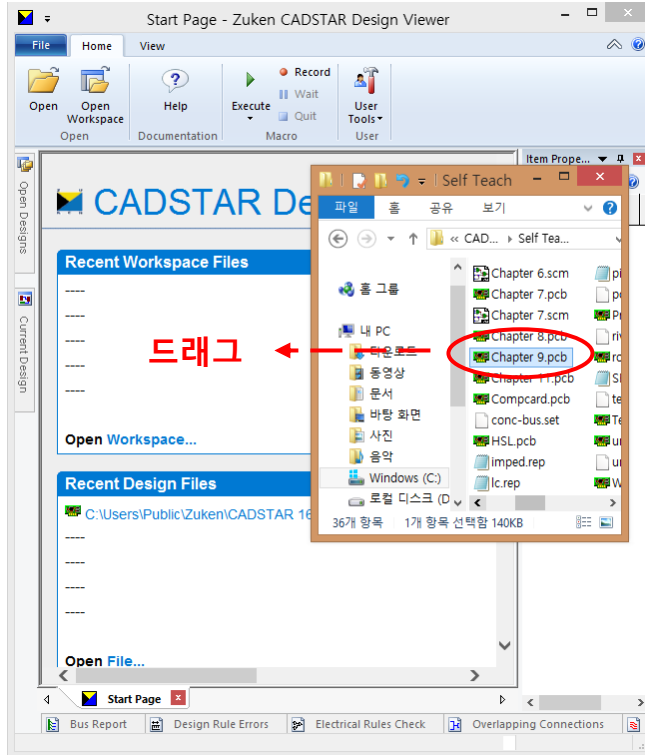 Start Page - Zuken CADSTAR Design Viewer
File Home View
Open
Open Workspace
Help
Execute
Record
Wait
Quit
User Tools
Open Documentation Macro User
Item Prope...
Open Designs
Current Design
CADSTAR De
Recent Workspace Files
----
----
----
----
----
Open Workspace...
Recent Design Files
C:\Users\Public\Zuken\CADSTAR 16
----
----
----
----
Open File...
드래그
Self Teach
파일 홈 공유 보기
« CAD... Self Tea...
홈 그룹
내 PC
다운로드
동영상
문서
바탕 화면
사진
음악
Windows (C:)
로컬 디스크 (D
Chapter 6.scm
Chapter 7.pcb
Chapter 7.scm
Chapter 8.pcb
Chapter 9.pcb
Chapter 11.pcb
Compcard.pcb
conc-bus.set
HSL.pcb
imped.rep
lc.rep
36개 항목 1개 항목 선택함 140KB
Start Page
Bus Report Design Rule Errors Electrical Rules Check Overlapping Connections